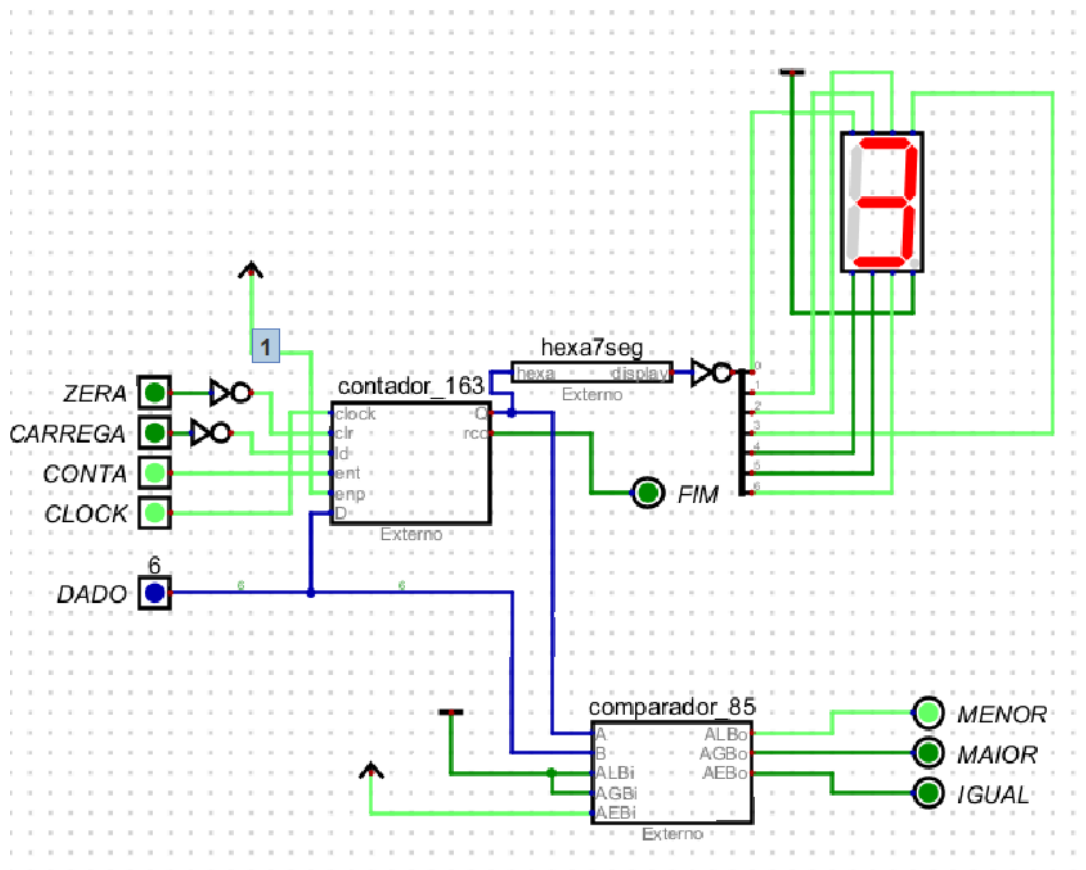 1
hexa7seg
hexa display
Externo
0
1
2
3
4
5
6
ZERA
CARREGA
CONTA
CLOCK
contador_163
clock
clr
ld
ent
enp
D
Q
rco
Externo
FIM
6
DADO
6 6
comparador_85
A
B
ALBi
AGBi
AEBi
ALBo
AGBo
AEBo
Externo
MENOR
MAIOR
IGUAL